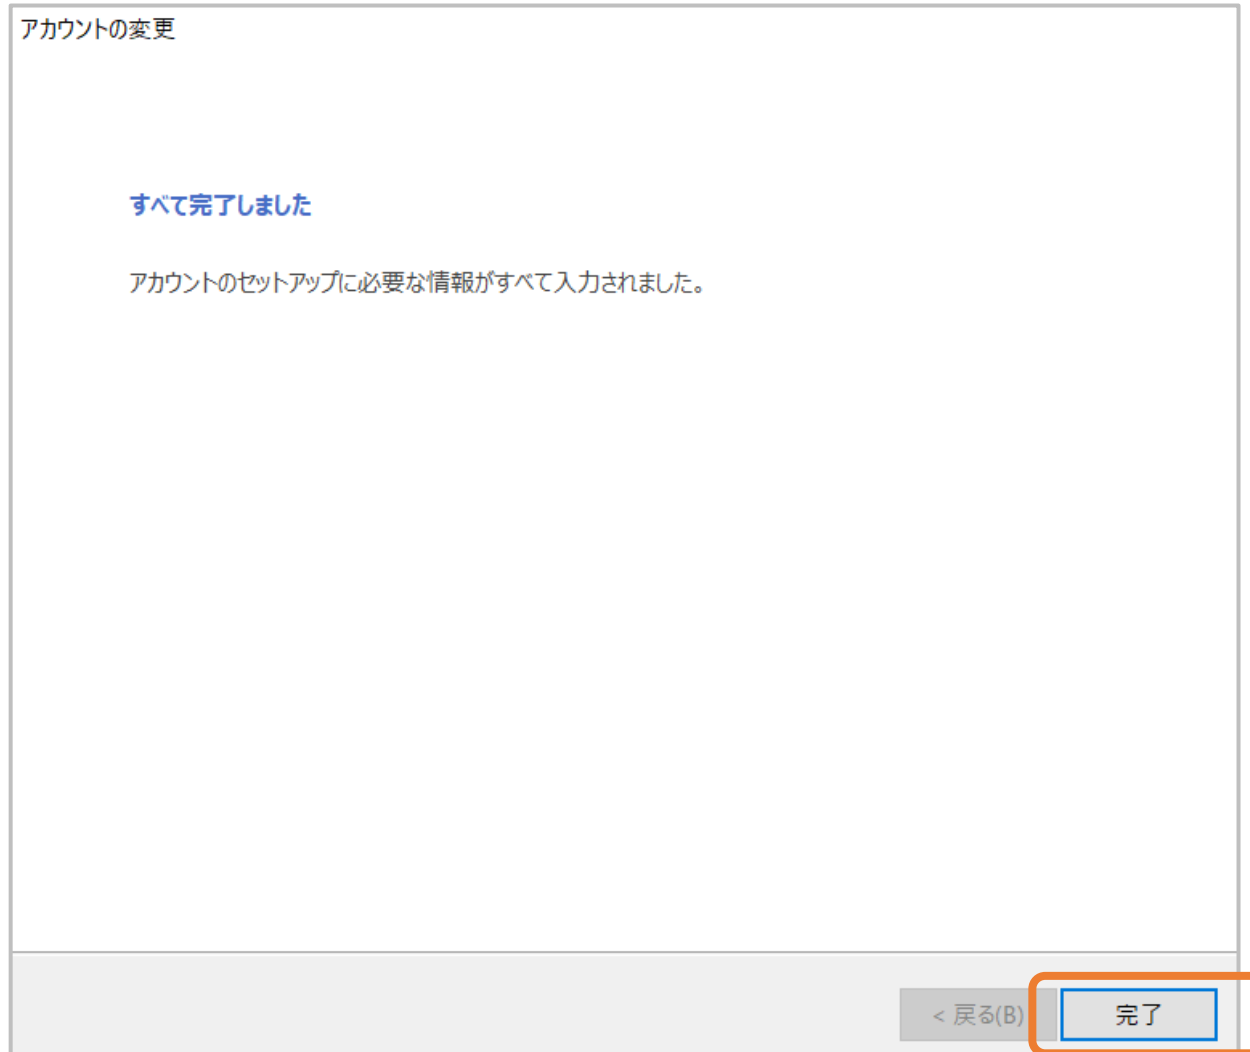 アカウントの変更
すべて完了しました
アカウントのセットアップに必要な情報がすべて入力されました。
< 戻る(B)
完了